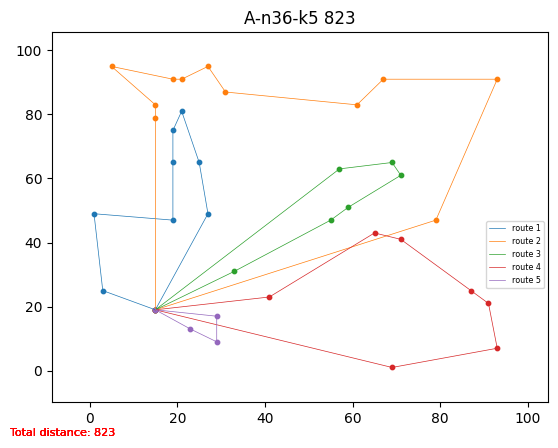 A-n36-k5 823
100
80
60
40
20
0
route 1
route 2
route 3
route 4
route 5
0 20 40 60 80 100
Total distance: 823